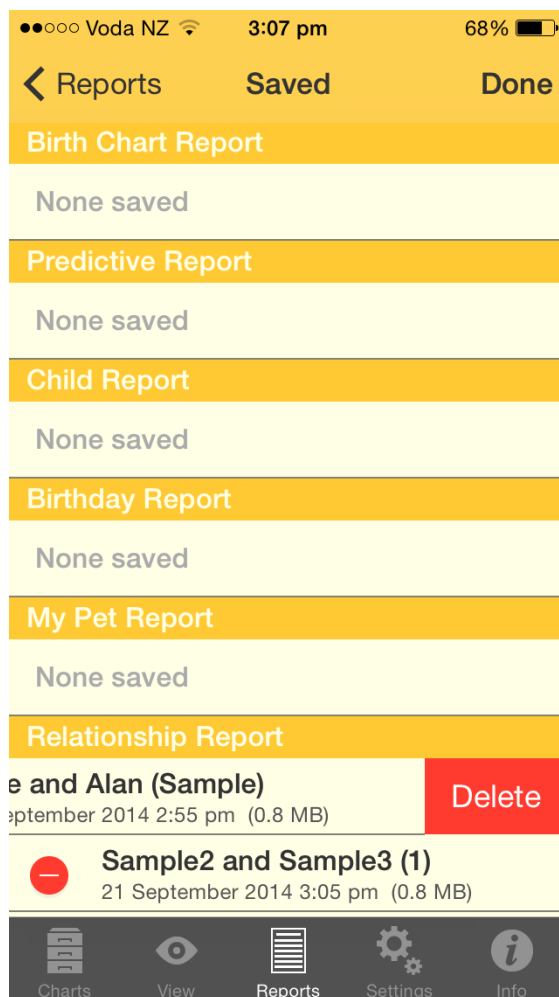 Voda NZ 3:07 pm 68%
Reports Saved Done
Birth Chart Report
None saved
Predictive Report
None saved
Child Report
None saved
Birthday Report
None saved
My Pet Report
None saved
Relationship Report
e and Alan (Sample) Delete
eptember 2014 2:55 pm (0.8 MB)
Sample2 and Sample3 (1)
21 September 2014 3:05 pm (0.8 MB)
Charts View Reports Settings Info